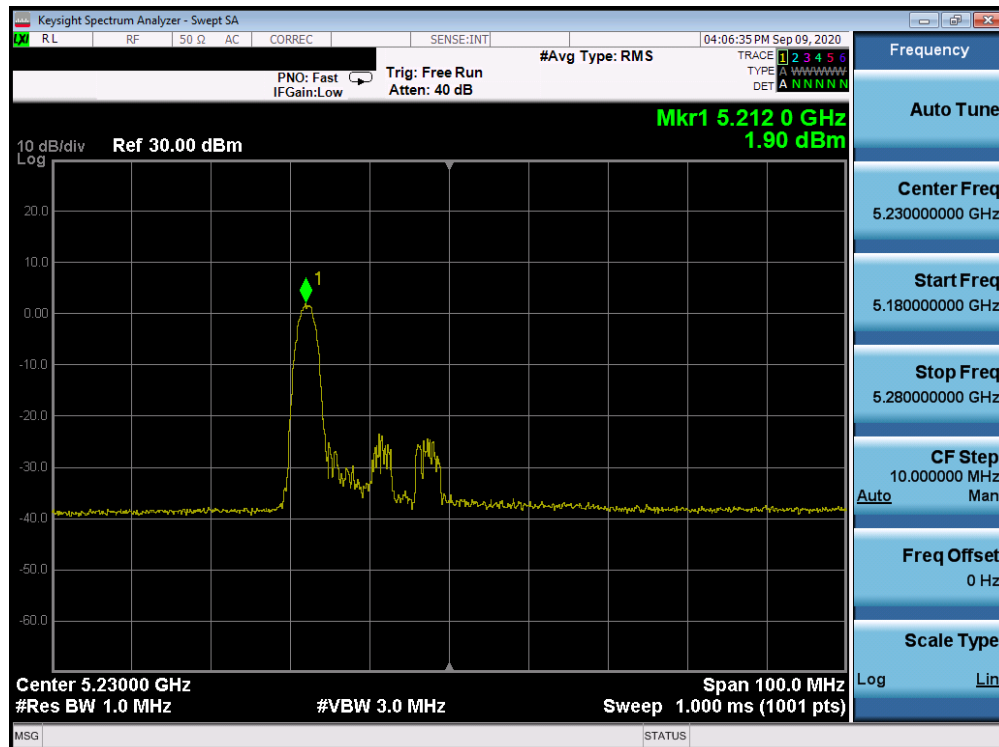 Keysight Spectrum Analyzer - Swept SA
LXI RL RF 50 Ω AC CORREC SENSE:INT 04:06:35 PM Sep 09, 2020
#Avg Type: RMS TRACE 1 2 3 4 5 6
PNO: Fast Trig: Free Run TYPE A WWWWW
IFGain:Low Atten: 40 dB DET A N N N N N
Mkr1 5.212 0 GHz
1.90 dBm
10 dB/div Ref 30.00 dBm
Log
1
20.0
10.0
0.00
-10.0
-20.0
-30.0
-40.0
-50.0
-60.0
Center 5.23000 GHz Span 100.0 MHz
#Res BW 1.0 MHz #VBW 3.0 MHz Sweep 1.000 ms (1001 pts)
MSG STATUS
Frequency
Auto Tune
Center Freq
5.230000000 GHz
Start Freq
5.180000000 GHz
Stop Freq
5.280000000 GHz
CF Step
10.000000 MHz
Auto Man
Freq Offset
0 Hz
Scale Type
Log Lin